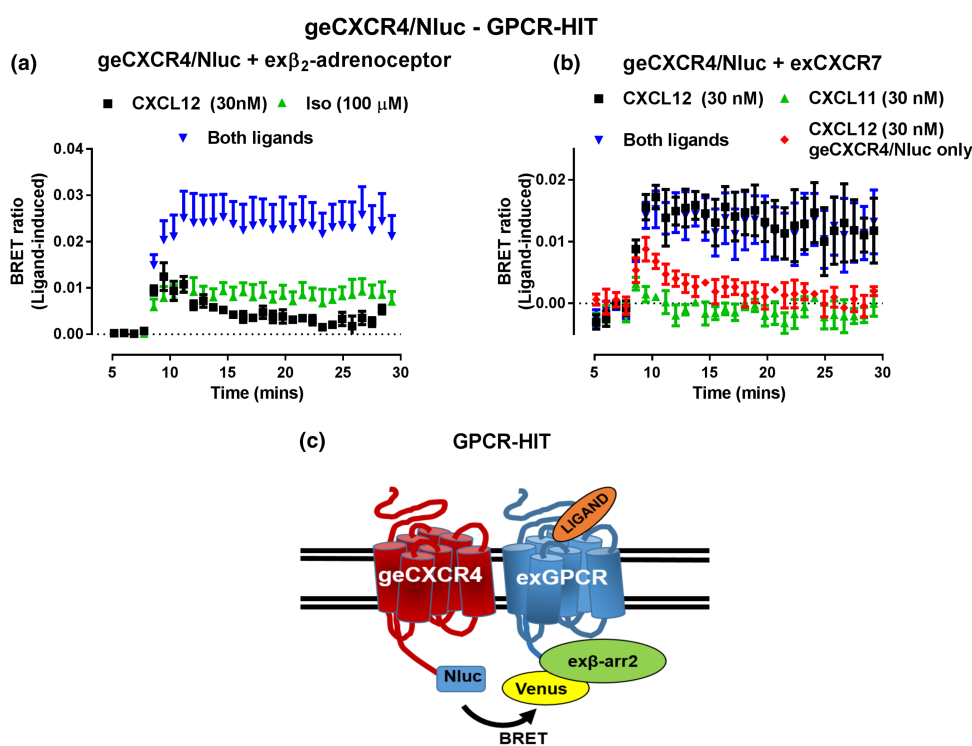 geCXCR4/Nluc - GPCR-HIT
(a)
geCXCR4/Nluc + exβ₂-adrenoceptor
CXCL12 (30nM) Iso (100 μM)
Both ligands
BRET ratio
(Ligand-induced)
0.04
0.03
0.02
0.01
0.00
5 10 15 20 25 30
Time (mins)
(b)
geCXCR4/Nluc + exCXCR7
CXCL12 (30 nM) CXCL11 (30 nM)
Both ligands CXCL12 (30 nM)
geCXCR4/Nluc only
BRET ratio
(Ligand-induced)
0.02
0.01
0.00
5 10 15 20 25 30
Time (mins)
(c)
GPCR-HIT
LIGAND
geCXCR4 exGPCR
exβ-arr2
Nluc
Venus
BRET